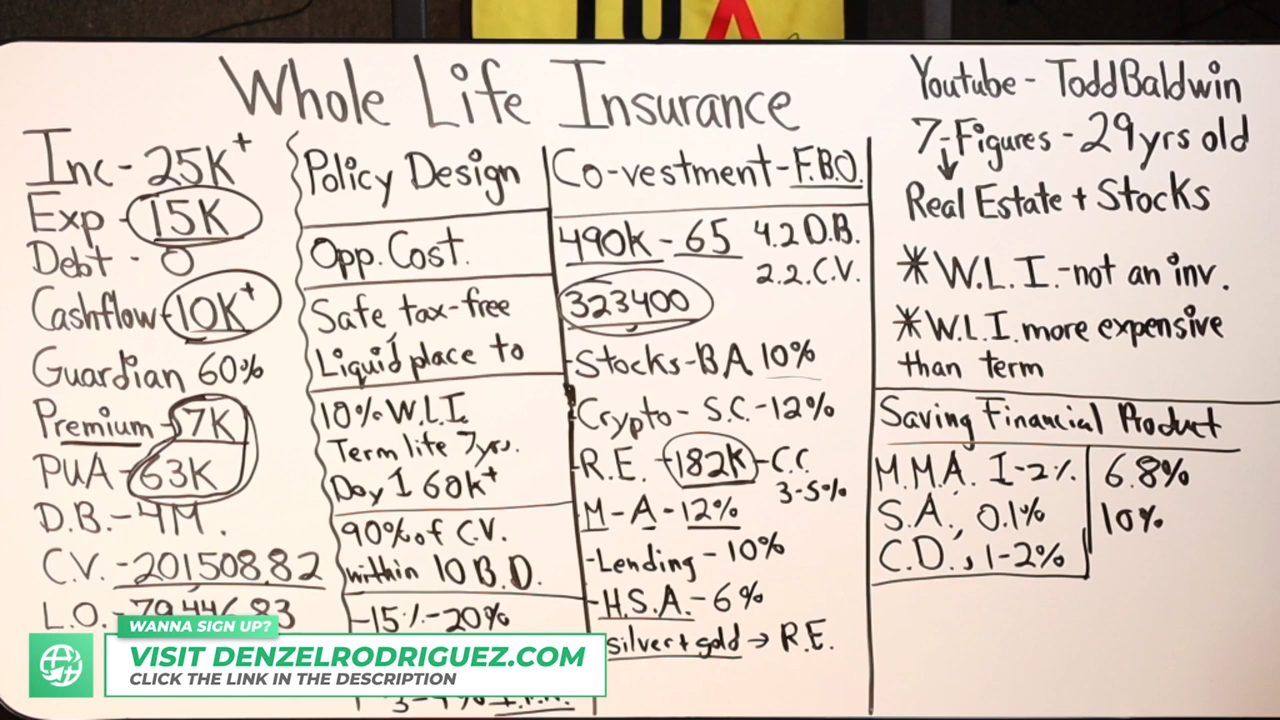 Whole Life Insurance
Inc - 25K+
Exp - 15K
Debt - 0
Cashflow - 10K+
Guardian 60%
Premium - 7K
PUA - 63K
D.B. - 4M.
C.V. - 201508.82
L.O. - 79,446.83
Policy Design
Opp. Cost.
Safe, tax-free
Liquid place to
10% W.L.I.
Term life 7yrs.
Day 1 60k+
90% of C.V.
within 10 B.D.
-15%-20%
Co-vestment-F.B.O.
490K - 65 4.2 D.B.
2.2. C.V.
323400
-Stocks-BA 10%
-Crypto - S.C. - 12%
-R.E. - 182K - C.C
3-5%
M - A - 12%
-Lending - 10%
-H.S.A. - 6%
silver + gold → R.E.
Youtube - ToddBaldwin
7-Figures - 29yrs old
Real Estate + Stocks
* W.L.I. - not an inv.
* W.L.I. more expensive
than term
Saving Financial Product
M.M.A. 1-2% 6.8%
S.A., 0.1% 10%
C.D., 1-2%
WANNA SIGN UP?
VISIT DENZELRODRIGUEZ.COM
CLICK THE LINK IN THE DESCRIPTION